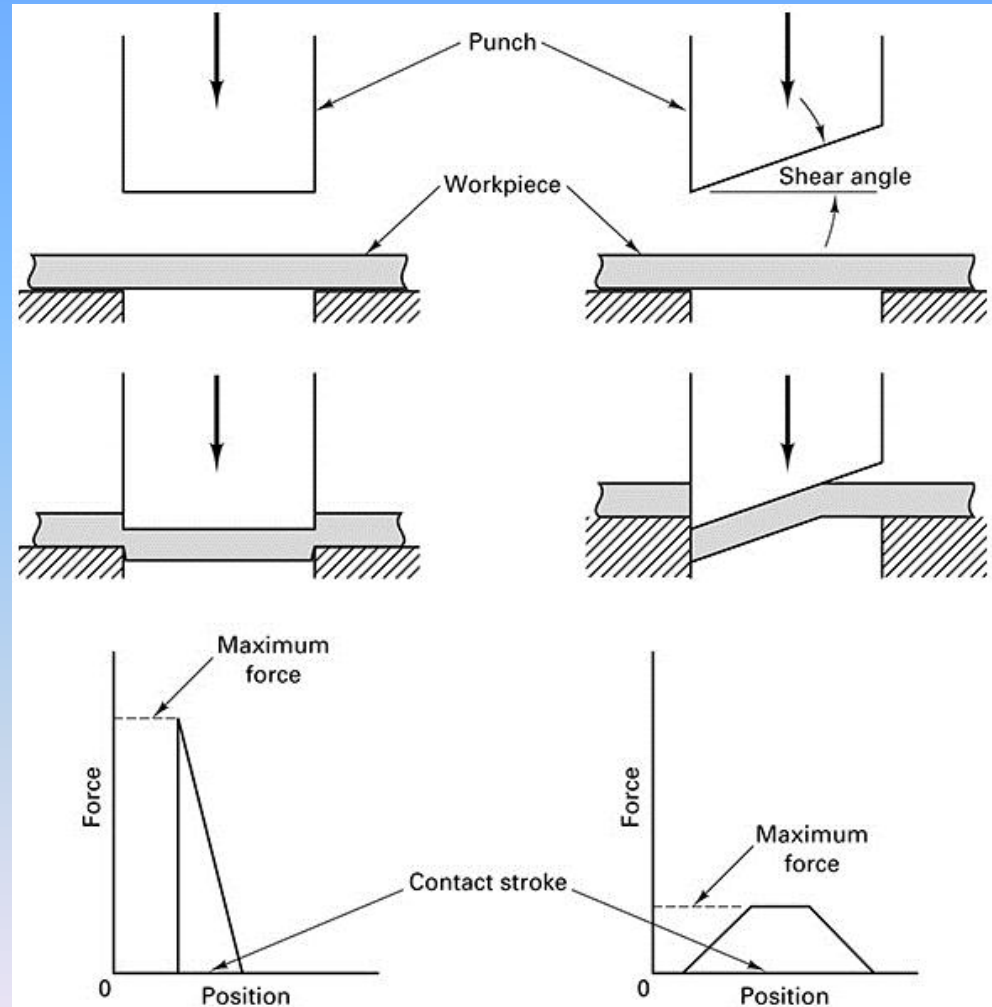 Punch
Shear angle
Workpiece
Maximum
force
Force
Maximum
force
Force
Contact stroke
0
Position
0
Position